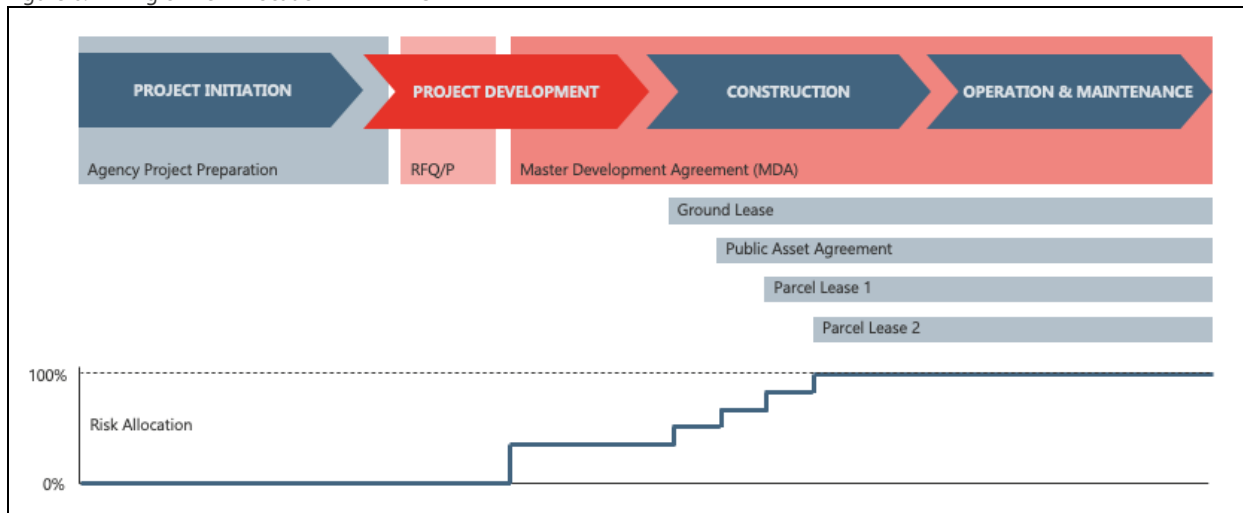 PROJECT INITIATION
PROJECT DEVELOPMENT
CONSTRUCTION
OPERATION & MAINTENANCE
Agency Project Preparation
RFQ/P
Master Development Agreement (MDA)
Ground Lease
Public Asset Agreement
Parcel Lease 1
Parcel Lease 2
100%
Risk Allocation
0%